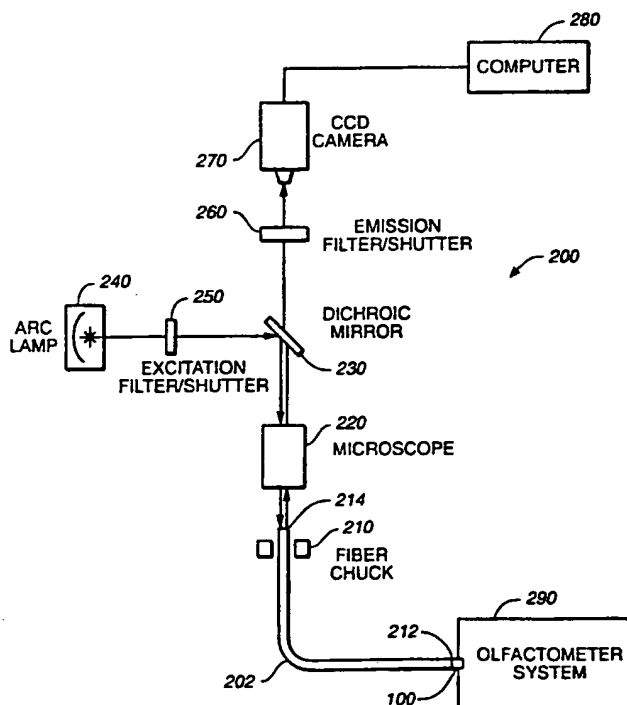 280
COMPUTER
CCD
CAMERA
270
260
EMISSION
FILTER/SHUTTER
200
240
250
ARC
LAMP
DICHROIC
MIRROR
EXCITATION
FILTER/SHUTTER
230
220
MICROSCOPE
214
210
FIBER
CHUCK
290
212
OLFACTOMETER
SYSTEM
202
100